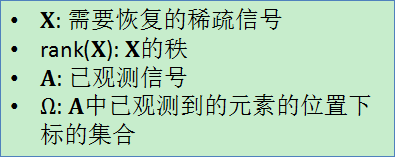 • X: 需要恢复的稀疏信号
• rank(X): X的秩
• A: 已观测信号
• Ω: A中已观测到的元素的位置下
标的集合